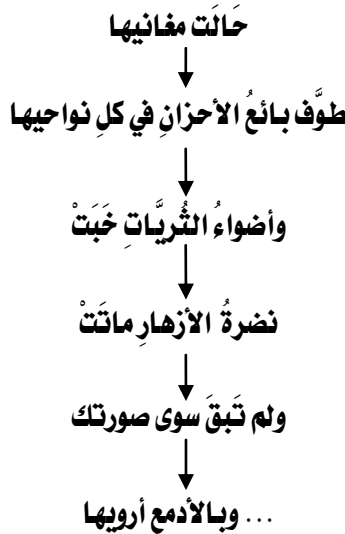 حَالَت مغانيها
طوَّف بائعُ الأحزانِ في كلِ نواحيها
وأضواءُ الثُريَّاتِ خَبَتْ
نضرةُ الأزهارِ ماتَتْ
ولم تَبقَ سوى صورتك
... وبالأدمع أرويها